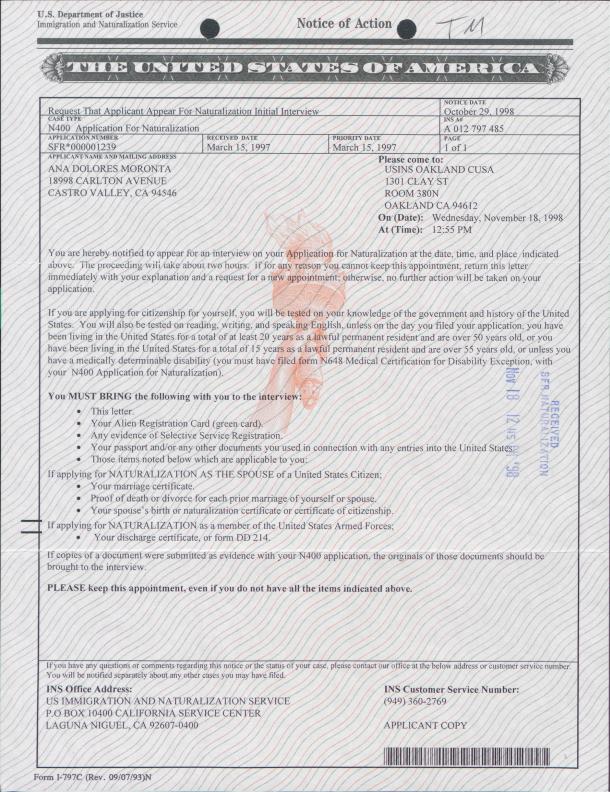 U.S. Department of Justice
Immigration and Naturalization Service
Notice of Action
TM
THE UNITED STATES OF AMERICA
Request That Applicant Appear For Naturalization Initial Interview
NOTICE DATE
October 29, 1998
CASE TYPE
N400 Application For Naturalization
INS A#
A 012 797 485
APPLICATION NUMBER
SFR*000001239
RECEIVED DATE
March 15, 1997
PRIORITY DATE
March 15, 1997
PAGE
1 of 1
APPLICANT NAME AND MAILING ADDRESS
ANA DOLORES MORONTA
18998 CARLTON AVENUE
CASTRO VALLEY, CA 94546
Please come to:
USINS OAKLAND CUSA
1301 CLAY ST
ROOM 380N
OAKLAND CA 94612
On (Date): Wednesday, November 18, 1998
At (Time): 12:55 PM
You are hereby notified to appear for an interview on your Application for Naturalization at the date, time, and place indicated
above. The proceeding will take about two hours. If for any reason you cannot keep this appointment, return this letter
immediately with your explanation and a request for a new appointment; otherwise, no further action will be taken on your
application.
If you are applying for citizenship for yourself, you will be tested on your knowledge of the government and history of the United
States. You will also be tested on reading, writing, and speaking English, unless on the day you filed your application, you have
been living in the United States for a total of at least 20 years as a lawful permanent resident and are over 50 years old, or you
have been living in the United States for a total of 15 years as a lawful permanent resident and are over 55 years old, or unless you
have a medically determinable disability (you must have filed form N648 Medical Certification for Disability Exception, with
your N400 Application for Naturalization).
You MUST BRING the following with you to the interview:
• This letter.
• Your Alien Registration Card (green card).
• Any evidence of Selective Service Registration.
• Your passport and/or any other documents you used in connection with any entries into the United States.
• Those items noted below which are applicable to you:
If applying for NATURALIZATION AS THE SPOUSE of a United States Citizen;
• Your marriage certificate.
• Proof of death or divorce for each prior marriage of yourself or spouse.
• Your spouse's birth or naturalization certificate or certificate of citizenship.
If applying for NATURALIZATION as a member of the United States Armed Forces;
• Your discharge certificate, or form DD 214.
RECEIVED
SFR NATURALIZATION
Nov 18 12 45 '98
If copies of a document were submitted as evidence with your N400 application, the originals of those documents should be
brought to the interview.
PLEASE keep this appointment, even if you do not have all the items indicated above.
If you have any questions or comments regarding this notice or the status of your case, please contact our office at the below address or customer service number.
You will be notified separately about any other cases you may have filed.
INS Office Address:
US IMMIGRATION AND NATURALIZATION SERVICE
P.O BOX 10400 CALIFORNIA SERVICE CENTER
LAGUNA NIGUEL, CA 92607-0400
INS Customer Service Number:
(949) 360-2769
APPLICANT COPY
Form I-797C (Rev. 09/07/93)N